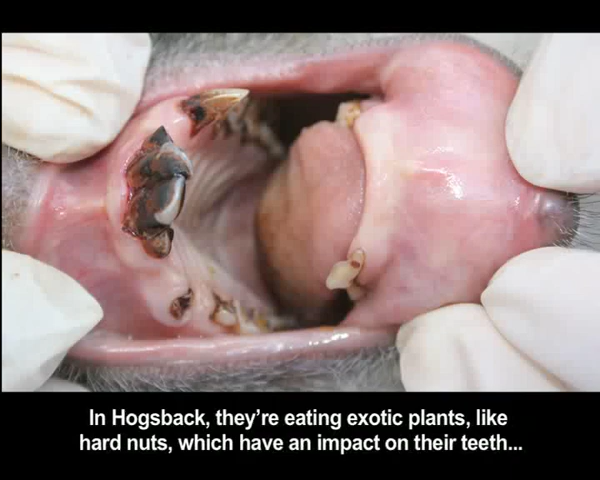 In Hogsback, they're eating exotic plants, like
hard nuts, which have an impact on their teeth...